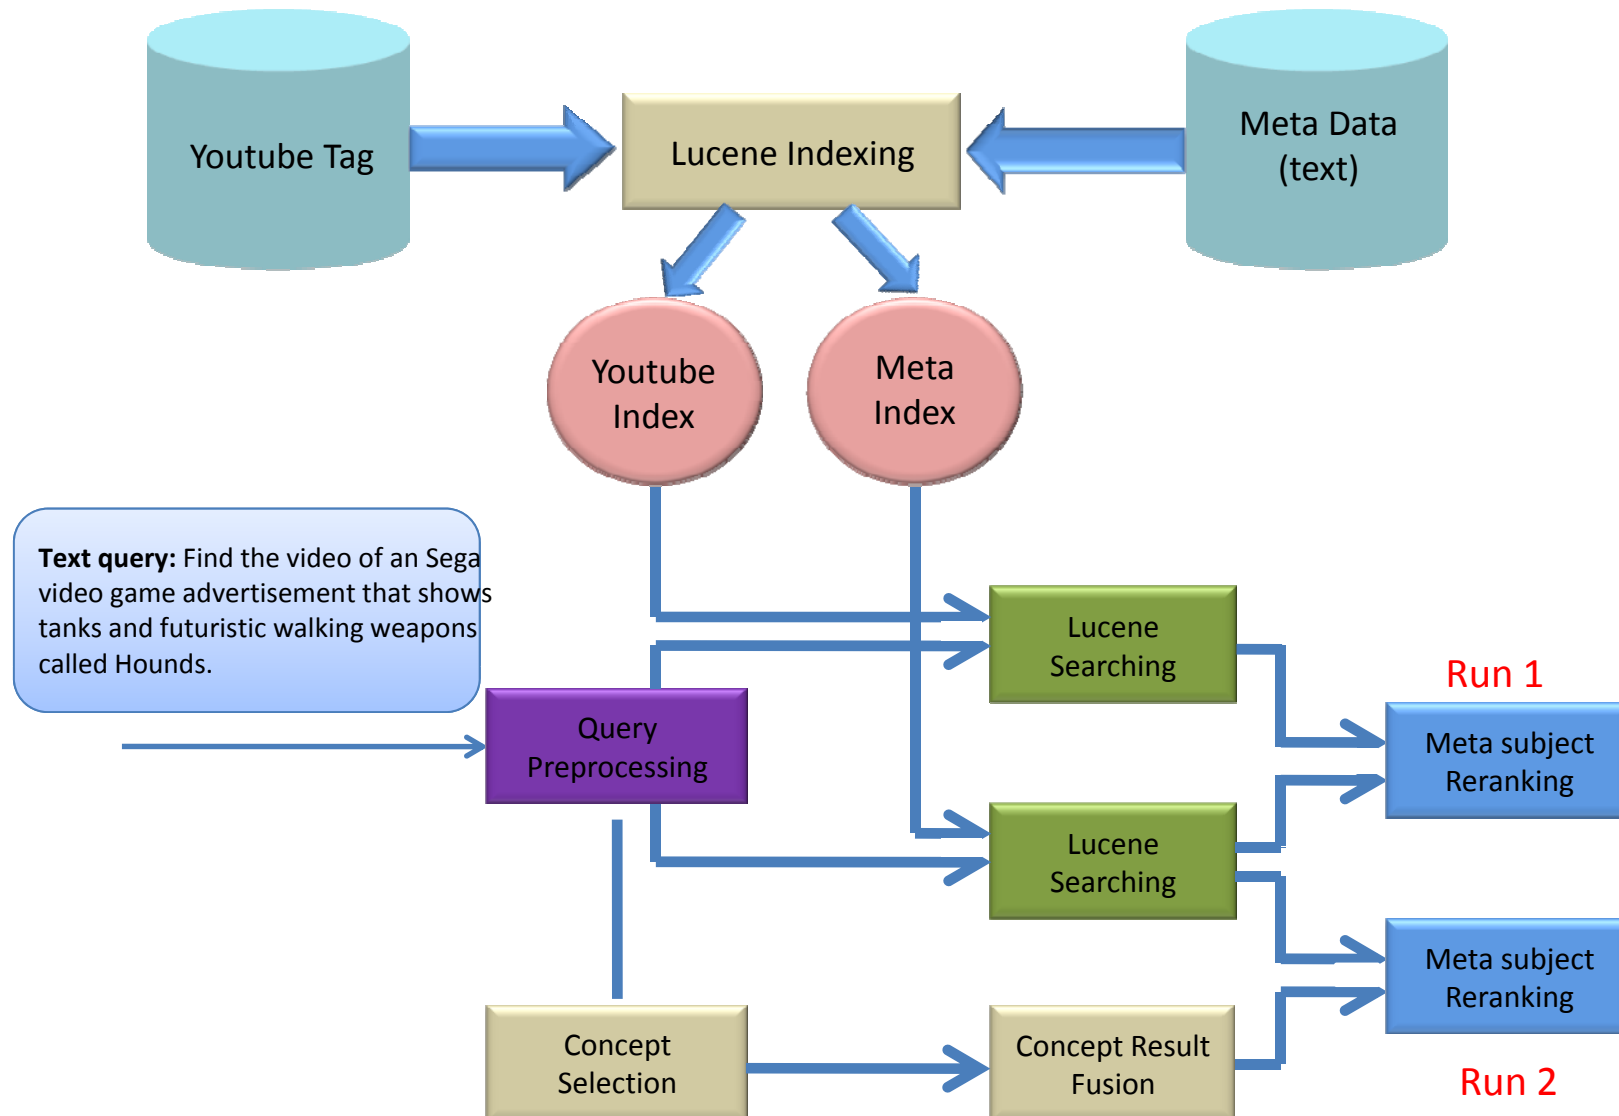 Youtube Tag
Lucene Indexing
Meta Data
(text)
Youtube
Index
Meta
Index
Text query: Find the video of an Sega
video game advertisement that shows
tanks and futuristic walking weapons
called Hounds.
Query
Preprocessing
Lucene
Searching
Run 1
Meta subject
Reranking
Lucene
Searching
Meta subject
Reranking
Concept
Selection
Concept Result
Fusion
Run 2